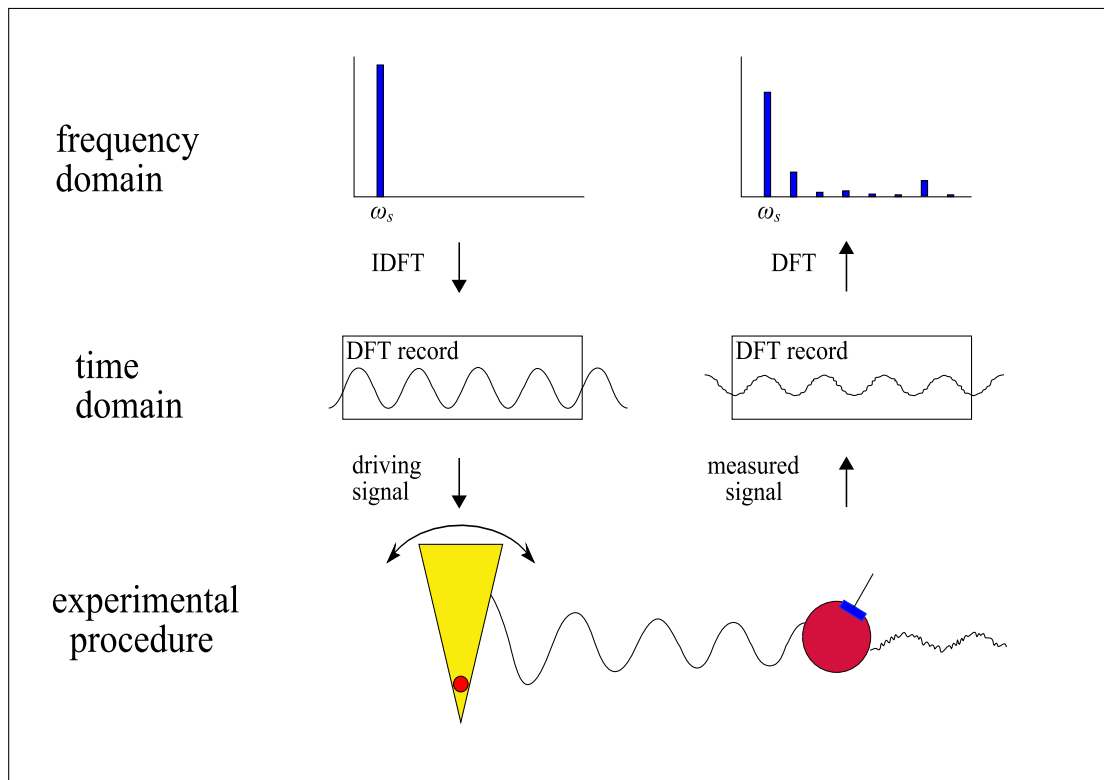 frequency
domain
ωs
ωs
IDFT
DFT
time
domain
DFT record
DFT record
driving
signal
measured
signal
experimental
procedure